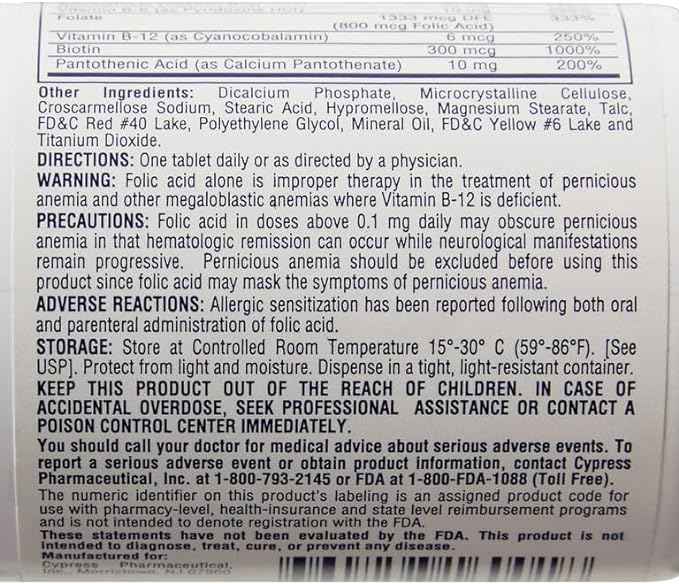 Vitamin B-6 (as Pyridoxine HCl) 10 mg
Folate 1333 mcg DFE 333%
(800 mcg Folic Acid)
Vitamin B-12 (as Cyanocobalamin) 6 mcg 250%
Biotin 300 mcg 1000%
Pantothenic Acid (as Calcium Pantothenate) 10 mg 200%
Other Ingredients: Dicalcium Phosphate, Microcrystalline Cellulose,
Croscarmellose Sodium, Stearic Acid, Hypromellose, Magnesium Stearate, Talc,
FD&C Red #40 Lake, Polyethylene Glycol, Mineral Oil, FD&C Yellow #6 Lake and
Titanium Dioxide.
DIRECTIONS: One tablet daily or as directed by a physician.
WARNING: Folic acid alone is improper therapy in the treatment of pernicious
anemia and other megaloblastic anemias where Vitamin B-12 is deficient.
PRECAUTIONS: Folic acid in doses above 0.1 mg daily may obscure pernicious
anemia in that hematologic remission can occur while neurological manifestations
remain progressive. Pernicious anemia should be excluded before using this
product since folic acid may mask the symptoms of pernicious anemia.
ADVERSE REACTIONS: Allergic sensitization has been reported following both oral
and parenteral administration of folic acid.
STORAGE: Store at Controlled Room Temperature 15°-30° C (59°-86°F). [See
USP]. Protect from light and moisture. Dispense in a tight, light-resistant container.
KEEP THIS PRODUCT OUT OF THE REACH OF CHILDREN. IN CASE OF
ACCIDENTAL OVERDOSE, SEEK PROFESSIONAL ASSISTANCE OR CONTACT A
POISON CONTROL CENTER IMMEDIATELY.
You should call your doctor for medical advice about serious adverse events. To
report a serious adverse event or obtain product information, contact Cypress
Pharmaceutical, Inc. at 1-800-793-2145 or FDA at 1-800-FDA-1088 (Toll Free).
The numeric identifier on this product's labeling is an assigned product code for
use with pharmacy-level, health-insurance and state level reimbursement programs
and is not intended to denote registration with the FDA.
These statements have not been evaluated by the FDA. This product is not
intended to diagnose, treat, cure, or prevent any disease.
Manufactured for:
Cypress Pharmaceutical,
Inc., Morristown, NJ 07960